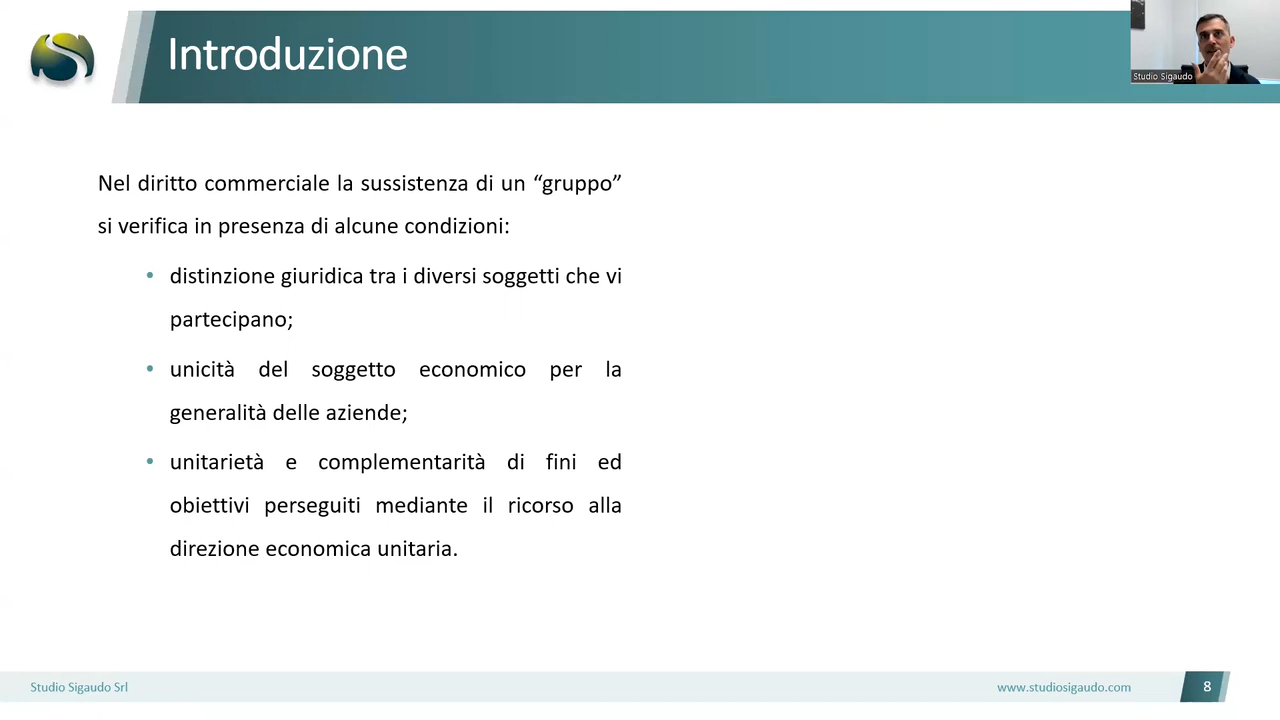 Introduzione
Studio Sigaudo
Nel diritto commerciale la sussistenza di un “gruppo”
si verifica in presenza di alcune condizioni:
• distinzione giuridica tra i diversi soggetti che vi
partecipano;
• unicità del soggetto economico per la
generalità delle aziende;
• unitarietà e complementarità di fini ed
obiettivi perseguiti mediante il ricorso alla
direzione economica unitaria.
Studio Sigaudo Srl
www.studiosigaudo.com
8